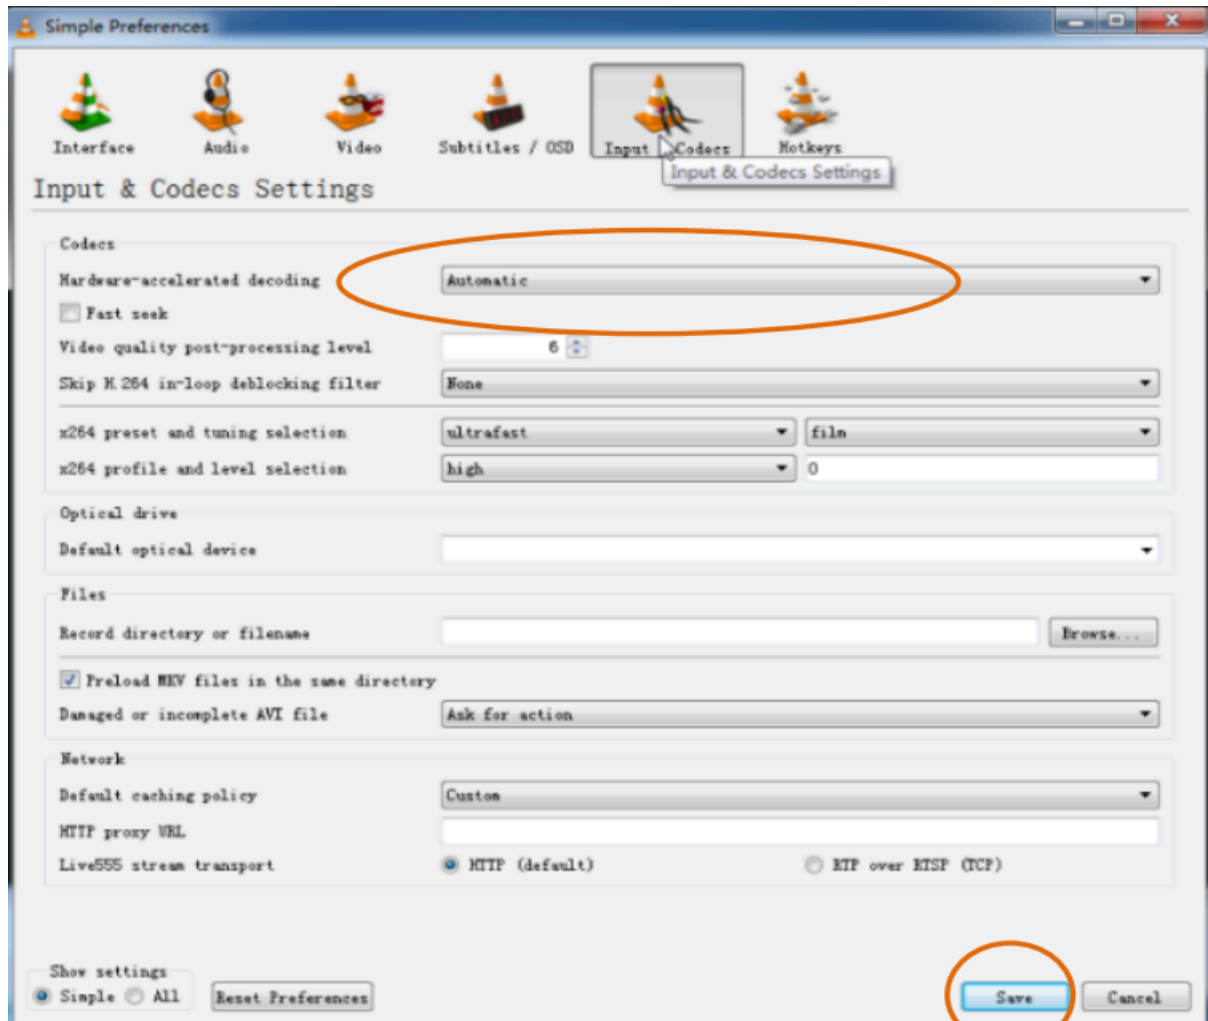 Simple Preferences
Interface Audio Video Subtitles / OSD Input Codecs Hotkeys
Input & Codecs Settings
Input & Codecs Settings
Codecs
Hardware-accelerated decoding Automatic
Fast seek
Video quality post-processing level 6
Skip H.264 in-loop deblocking filter None
x264 preset and tuning selection ultrafast film
x264 profile and level selection high 0
Optical drive
Default optical device
Files
Record directory or filename Browse...
Preload MKV files in the same directory
Damaged or incomplete AVI file Ask for action
Network
Default caching policy Custom
HTTP proxy URL
Live555 stream transport HTTP (default) RTP over RTSP (TCP)
Show settings
Simple All Reset Preferences Save Cancel